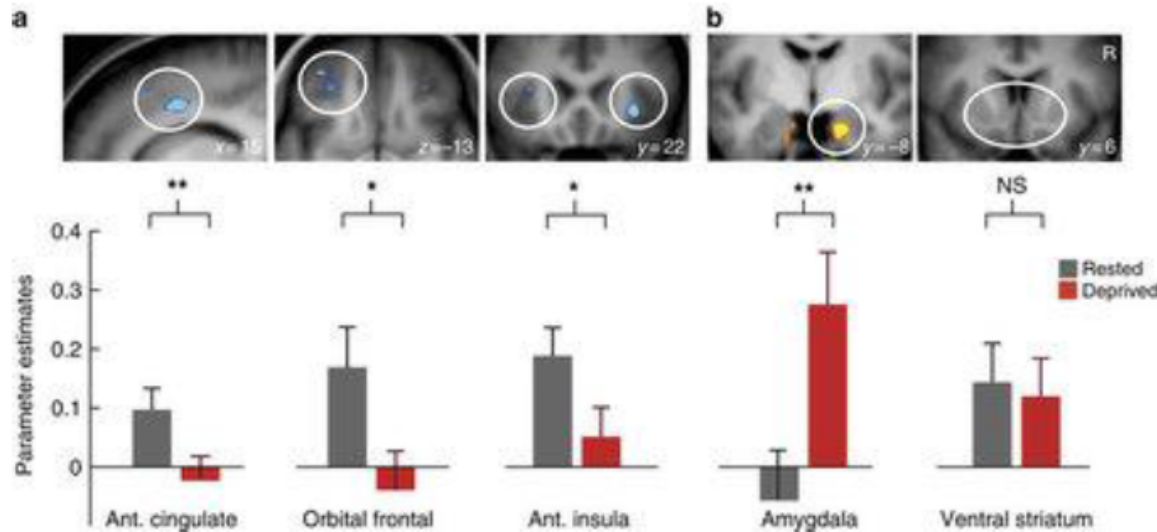 a
b
x=15
z=-13
y=22
y=-8
R
y=6
**
*
*
**
NS
0.4
0.3
0.2
0.1
0
Parameter estimates
Rested
Deprived
Ant. cingulate
Orbital frontal
Ant. insula
Amygdala
Ventral striatum